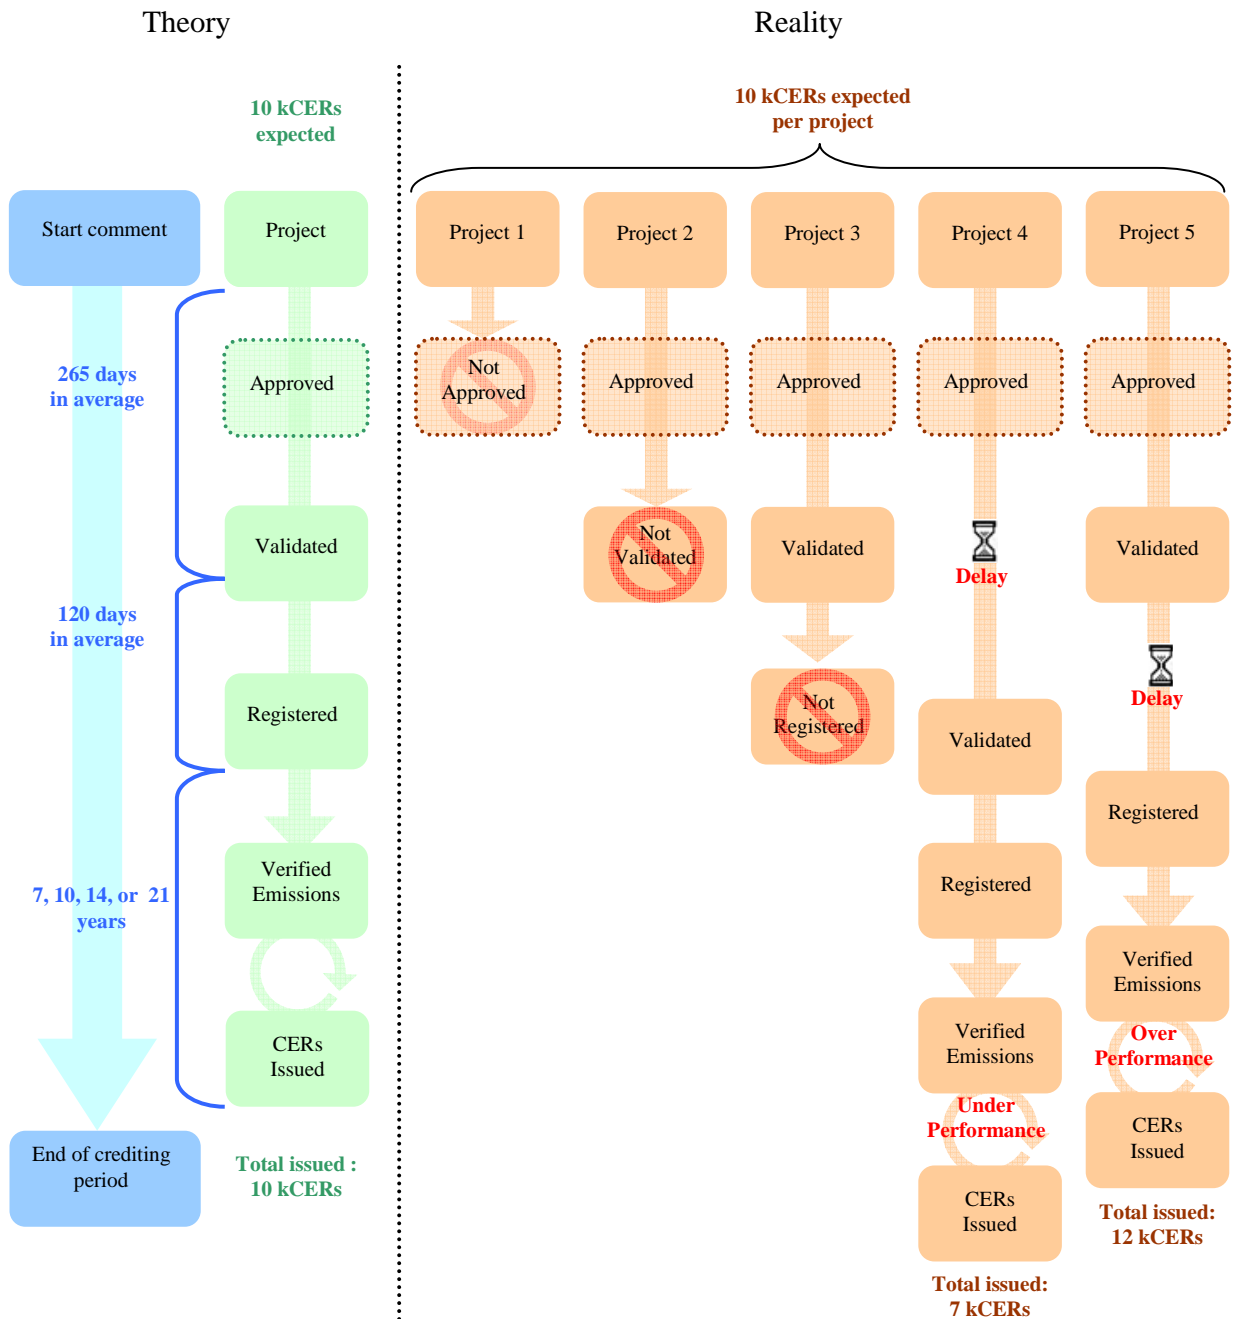 Theory
Reality
10 kCERs
expected
10 kCERs expected
per project
Start comment
Project
Project 1
Project 2
Project 3
Project 4
Project 5
265 days
in average
Approved
Not
Approved
Approved
Approved
Approved
Approved
Validated
Not
Validated
Validated
Delay
Validated
120 days
in average
Registered
Not
Registered
Validated
Delay
Registered
7, 10, 14, or 21
years
Verified
Emissions
Registered
Verified
Emissions
CERs
Issued
Verified
Emissions
Over
Performance
Under
Performance
CERs
Issued
End of crediting
period
Total issued :
10 kCERs
CERs
Issued
Total issued:
12 kCERs
Total issued:
7 kCERs